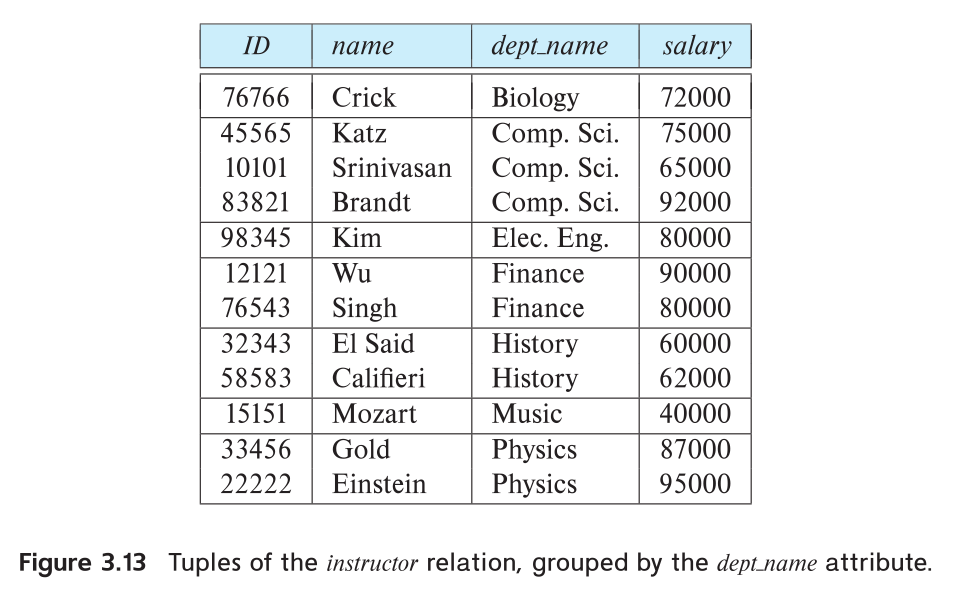 ID name dept_name salary
76766 Crick Biology 72000
45565 Katz Comp. Sci. 75000
10101 Srinivasan Comp. Sci. 65000
83821 Brandt Comp. Sci. 92000
98345 Kim Elec. Eng. 80000
12121 Wu Finance 90000
76543 Singh Finance 80000
32343 El Said History 60000
58583 Califieri History 62000
15151 Mozart Music 40000
33456 Gold Physics 87000
22222 Einstein Physics 95000
Figure 3.13 Tuples of the instructor relation, grouped by the dept_name attribute.